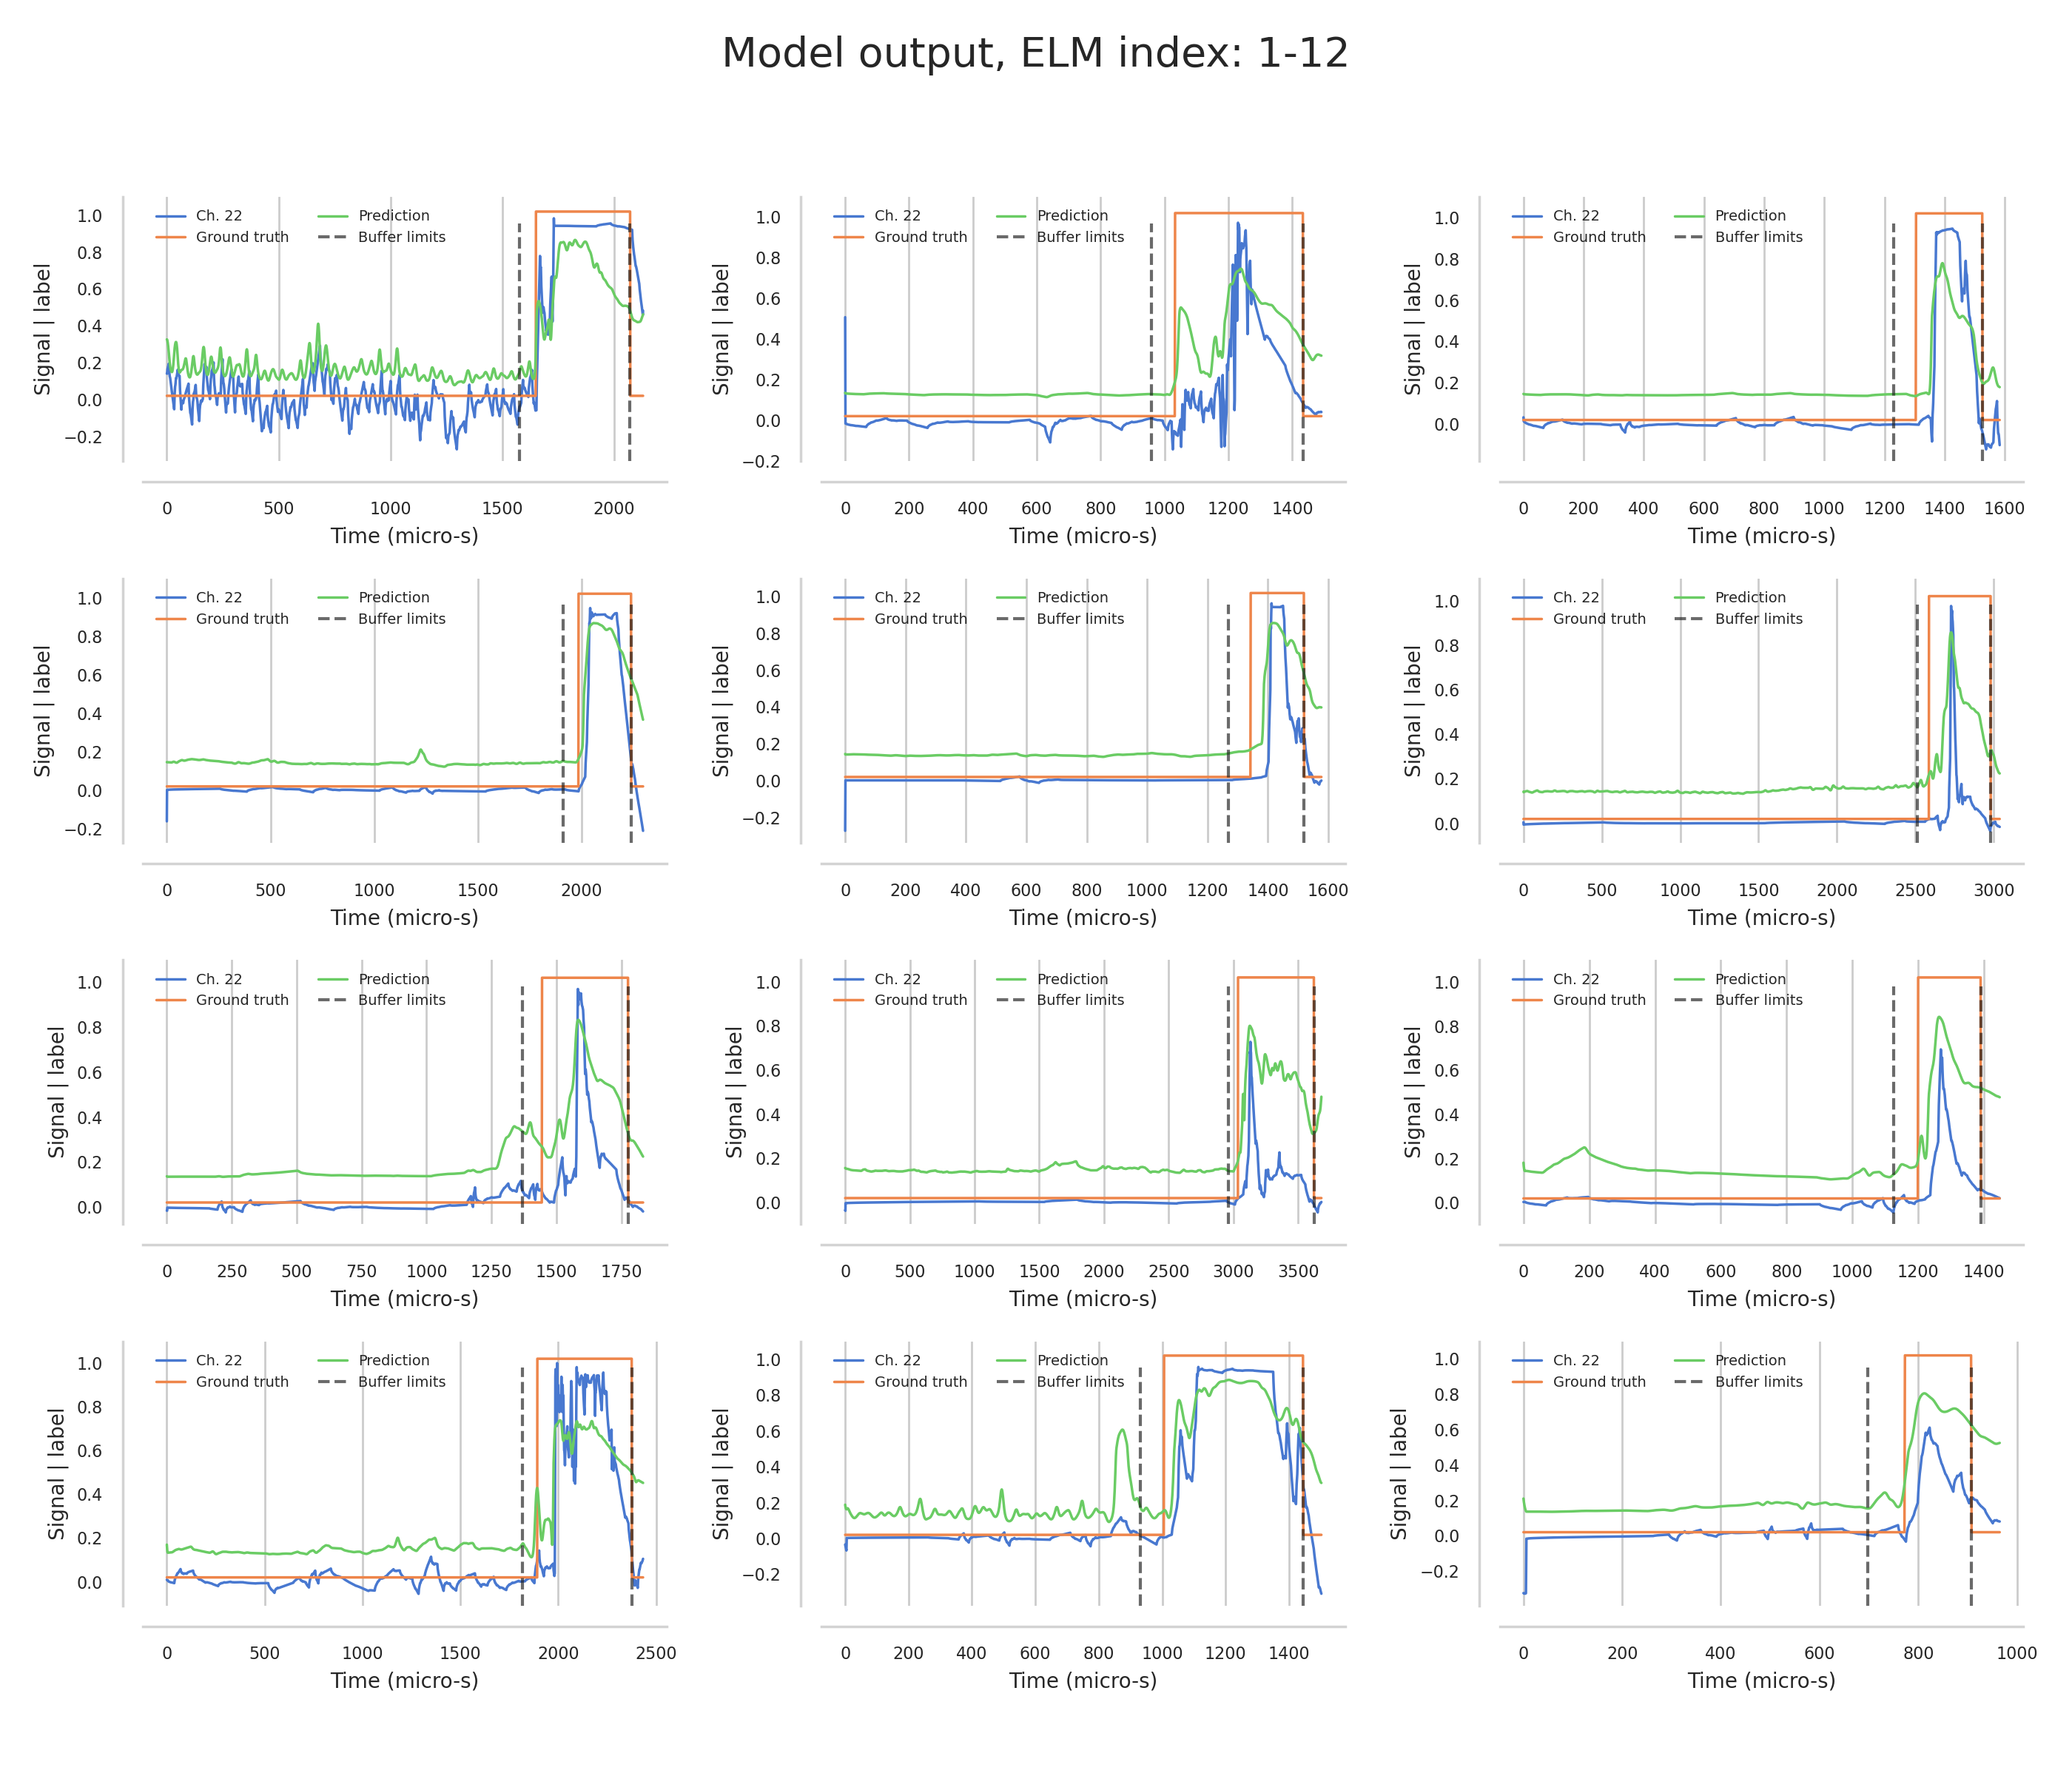 Model output, ELM index: 1-12
Signal | label
1.0
0.8
0.6
0.4
0.2
0.0
−0.2
Ch. 22 Prediction
Ground truth Buffer limits
0 500 1000 1500 2000
Time (micro-s)
Signal | label
1.0
0.8
0.6
0.4
0.2
0.0
−0.2
Ch. 22 Prediction
Ground truth Buffer limits
0 200 400 600 800 1000 1200 1400
Time (micro-s)
Signal | label
1.0
0.8
0.6
0.4
0.2
0.0
Ch. 22 Prediction
Ground truth Buffer limits
0 200 400 600 800 1000 1200 1400 1600
Time (micro-s)
Signal | label
1.0
0.8
0.6
0.4
0.2
0.0
−0.2
Ch. 22 Prediction
Ground truth Buffer limits
0 500 1000 1500 2000
Time (micro-s)
Signal | label
1.0
0.8
0.6
0.4
0.2
0.0
−0.2
Ch. 22 Prediction
Ground truth Buffer limits
0 200 400 600 800 1000 1200 1400 1600
Time (micro-s)
Signal | label
1.0
0.8
0.6
0.4
0.2
0.0
Ch. 22 Prediction
Ground truth Buffer limits
0 500 1000 1500 2000 2500 3000
Time (micro-s)
Signal | label
1.0
0.8
0.6
0.4
0.2
0.0
Ch. 22 Prediction
Ground truth Buffer limits
0 250 500 750 1000 1250 1500 1750
Time (micro-s)
Signal | label
1.0
0.8
0.6
0.4
0.2
0.0
Ch. 22 Prediction
Ground truth Buffer limits
0 500 1000 1500 2000 2500 3000 3500
Time (micro-s)
Signal | label
1.0
0.8
0.6
0.4
0.2
0.0
Ch. 22 Prediction
Ground truth Buffer limits
0 200 400 600 800 1000 1200 1400
Time (micro-s)
Signal | label
1.0
0.8
0.6
0.4
0.2
0.0
Ch. 22 Prediction
Ground truth Buffer limits
0 500 1000 1500 2000 2500
Time (micro-s)
Signal | label
1.0
0.8
0.6
0.4
0.2
0.0
−0.2
Ch. 22 Prediction
Ground truth Buffer limits
0 200 400 600 800 1000 1200 1400
Time (micro-s)
Signal | label
1.0
0.8
0.6
0.4
0.2
0.0
−0.2
Ch. 22 Prediction
Ground truth Buffer limits
0 200 400 600 800 1000
Time (micro-s)